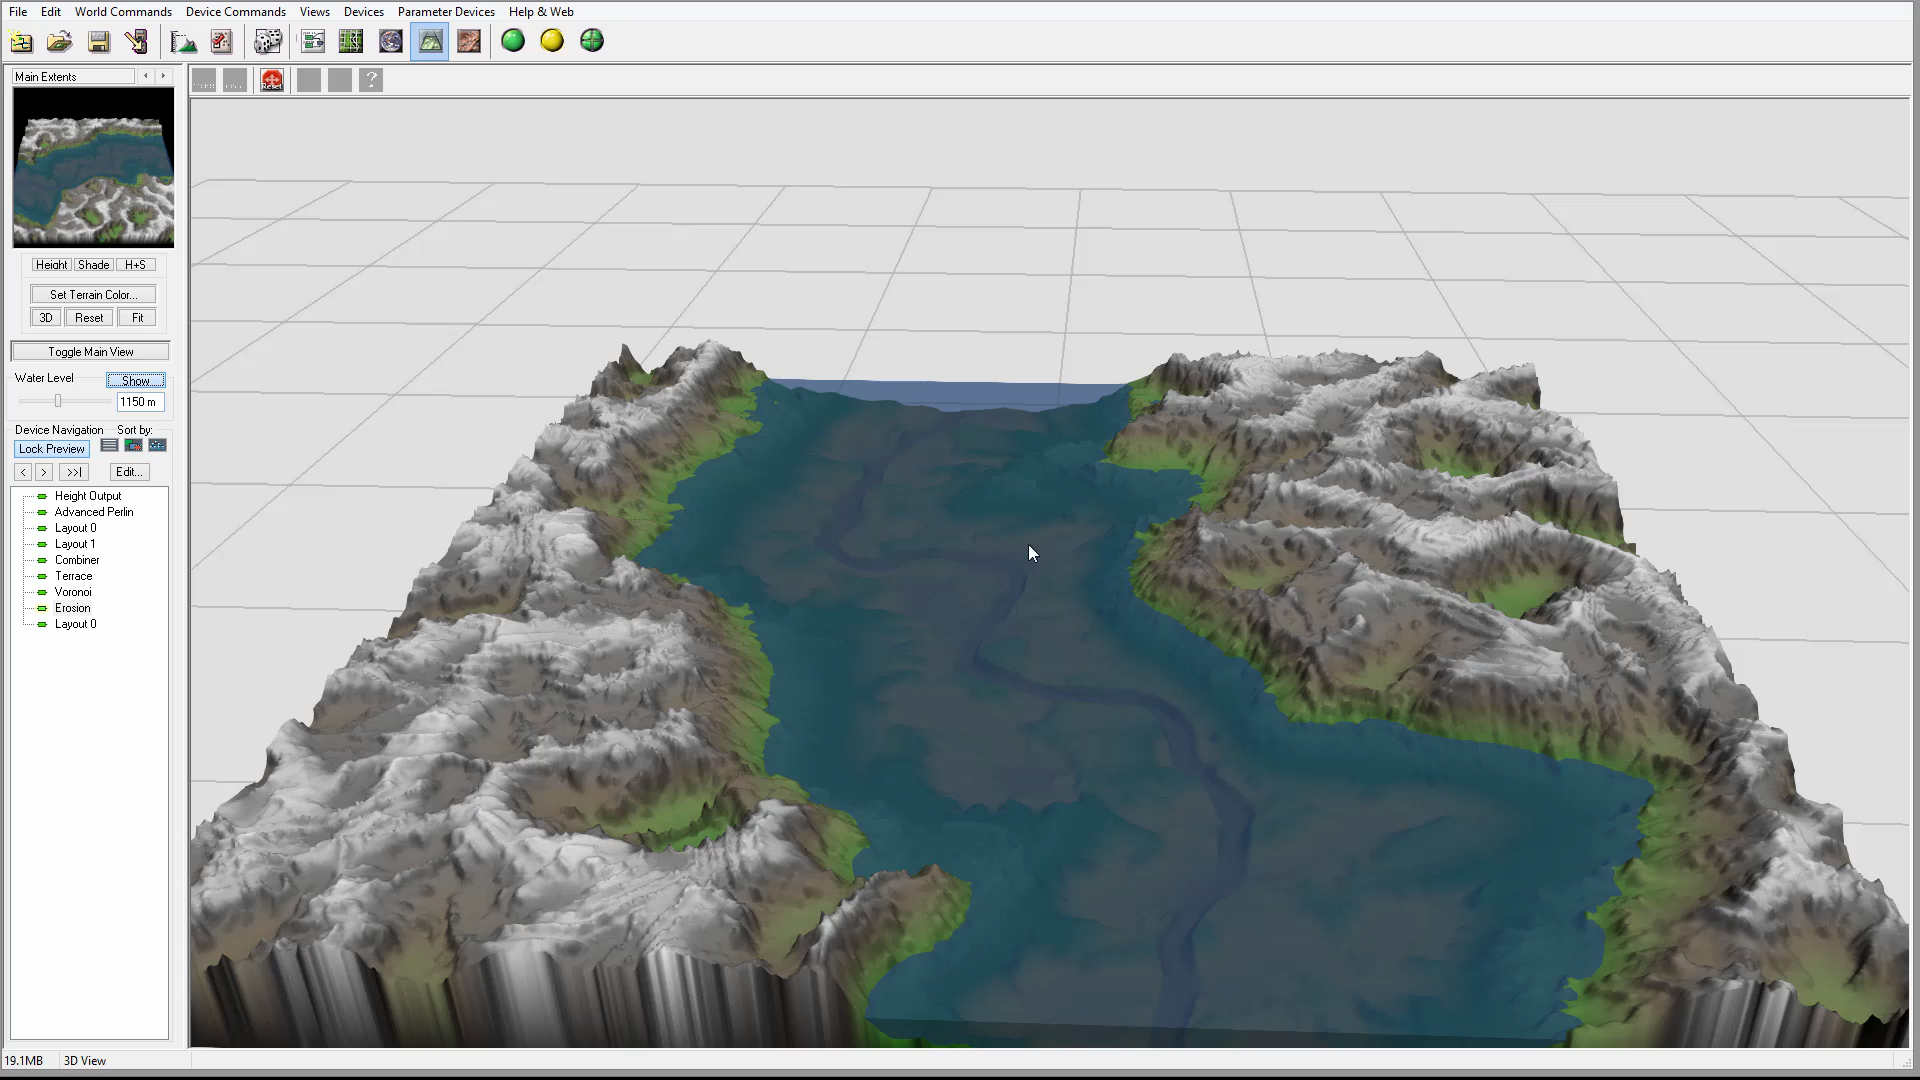 File Edit World Commands Device Commands Views Devices Parameter Devices Help & Web
Main Extents
Reset
?
Height Shade H+S
Set Terrain Color...
3D Reset Fit
Toggle Main View
Water Level Show
1150 m
Device Navigation Sort by:
Lock Preview
< > >>| Edit...
Height Output
Advanced Perlin
Layout 0
Layout 1
Combiner
Terrace
Voronoi
Erosion
Layout 0
19.1MB 3D View